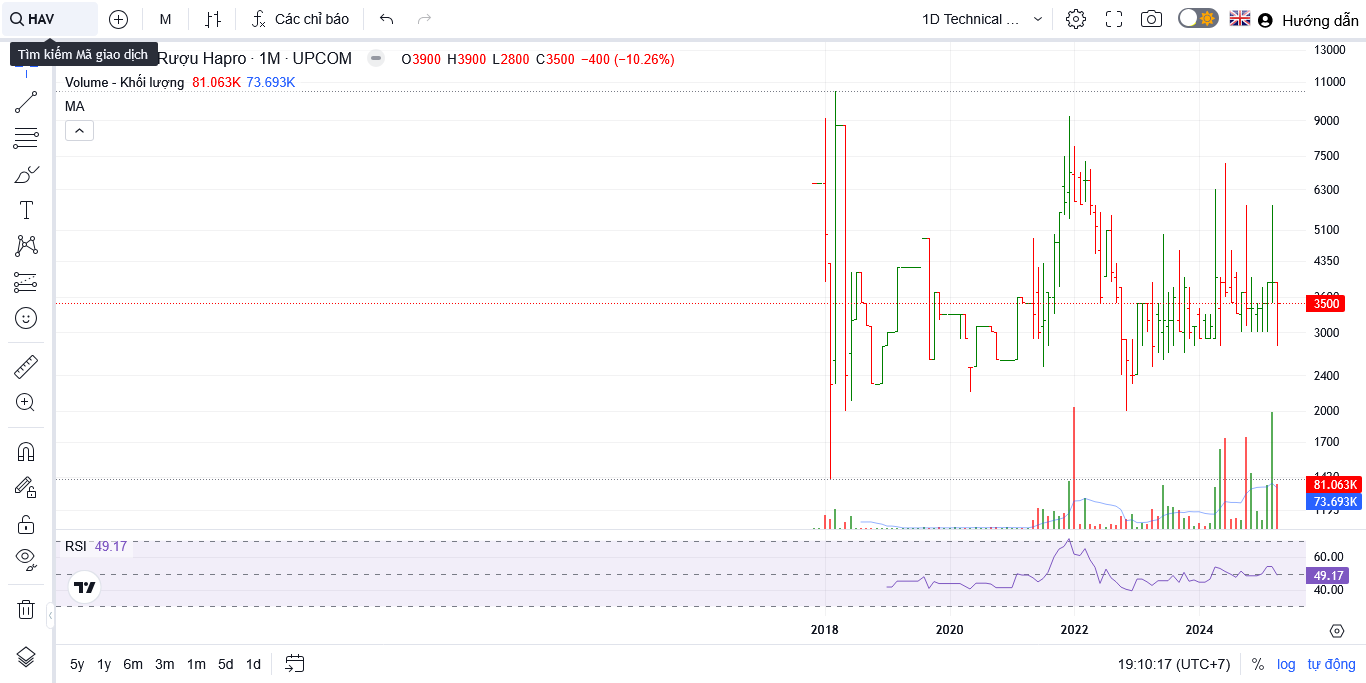 HAV
M
Các chỉ báo
1D Technical ...
Hướng dẫn
Tìm kiếm Mã giao dịch
Rượu Hapro · 1M · UPCOM
O3900 H3900 L2800 C3500 −400 (−10.26%)
Volume - Khối lượng 81.063K 73.693K
MA
13000
11000
9000
7500
6300
5100
4350
3500
3000
2400
2000
1700
81.063K
73.693K
RSI 49.17
60.00
49.17
40.00
2018 2020 2022 2024
5y 1y 6m 3m 1m 5d 1d
19:10:17 (UTC+7) % log tự động